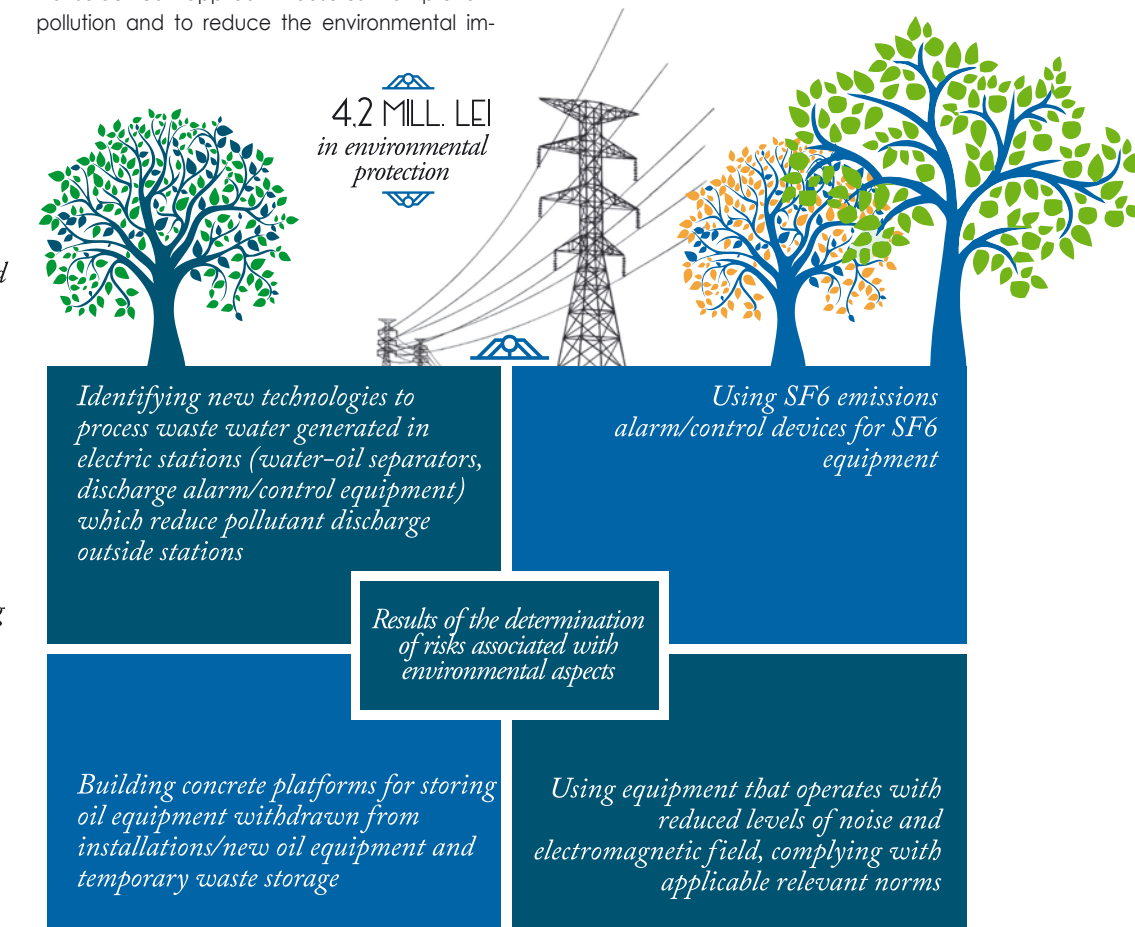 pollution and to reduce the environmental im-
4,2 MILL. LEI
in environmental
protection
Identifying new technologies to
process waste water generated in
electric stations (water-oil separators,
discharge alarm/control equipment)
which reduce pollutant discharge
outside stations
Using SF6 emissions
alarm/control devices for SF6
equipment
Results of the determination
of risks associated with
environmental aspects
Building concrete platforms for storing
oil equipment withdrawn from
installations/new oil equipment and
temporary waste storage
Using equipment that operates with
reduced levels of noise and
electromagnetic field, complying with
applicable relevant norms